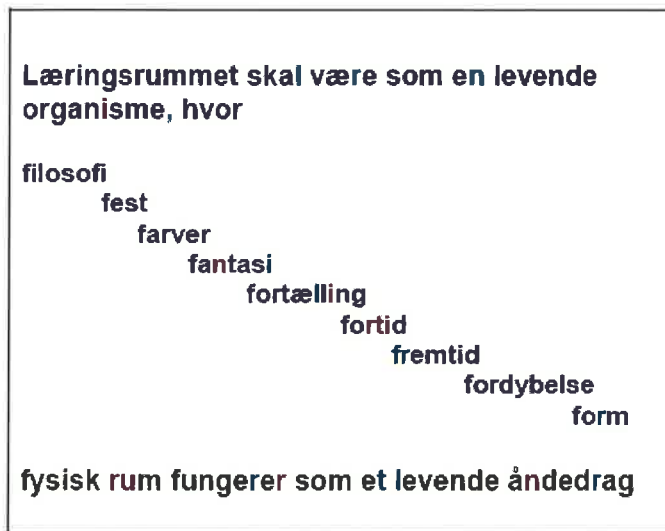 Læringsrummet skal være som en levende
organisme, hvor
filosofi
fest
farver
fantasi
fortælling
fortid
fremtid
fordybelse
form
fysisk rum fungerer som et levende åndedrag